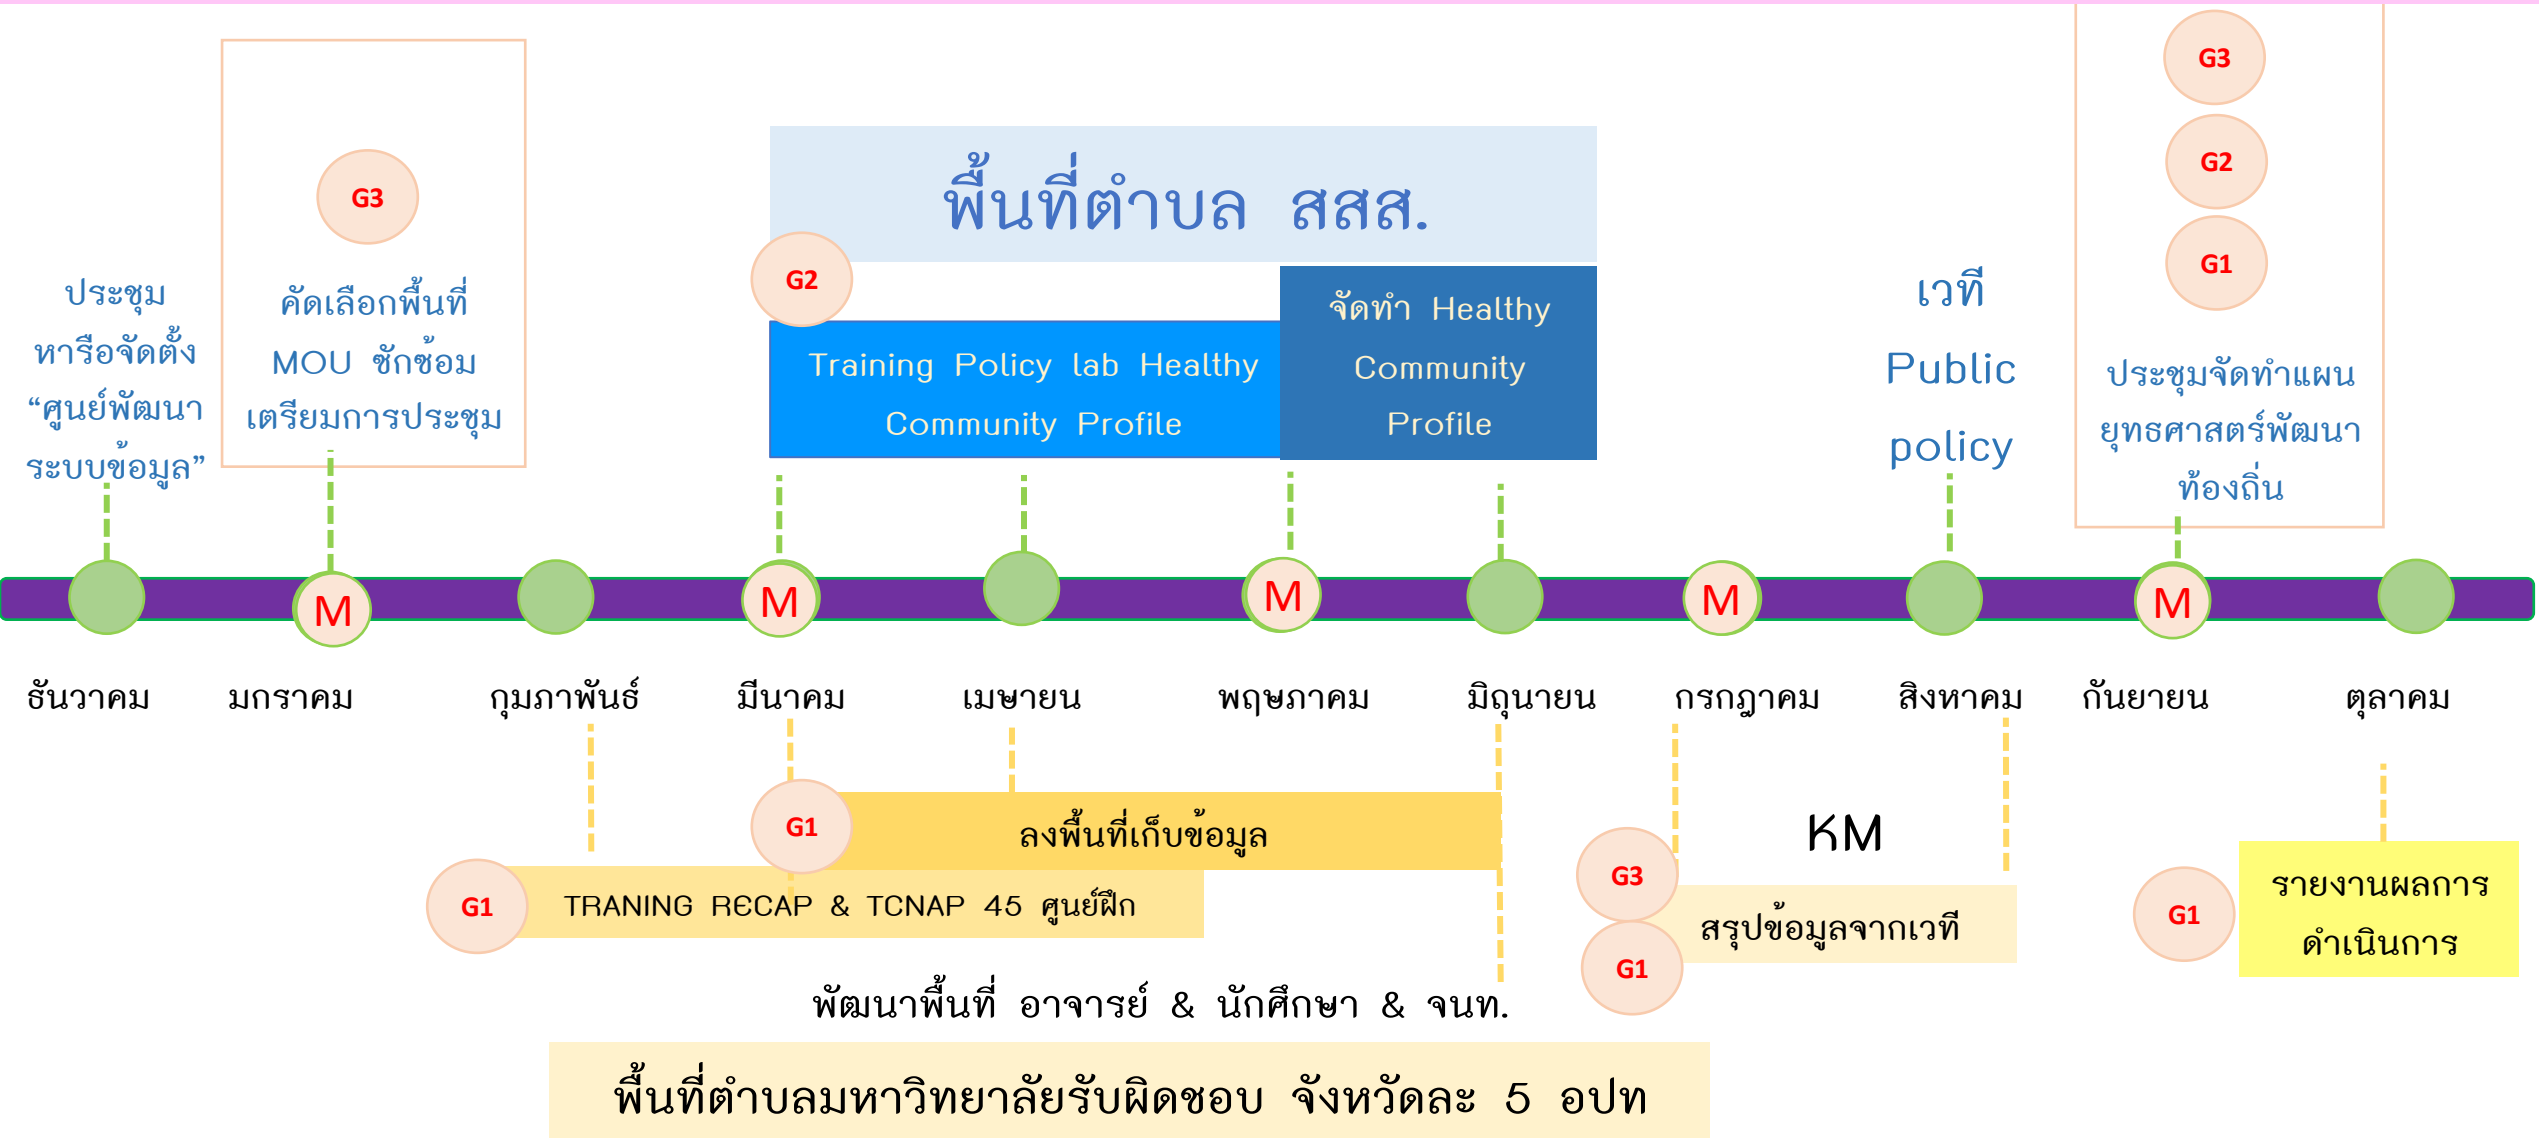 G3
G3
G2
G1
พื้นที่ตำบล สสส.
G2
ประชุม
หารือจัดตั้ง
“ศูนย์พัฒนา
ระบบข้อมูล”
คัดเลือกพื้นที่
MOU ซักซ้อม
เตรียมการประชุม
Training Policy lab Healthy
Community Profile
จัดทำ Healthy
Community
Profile
เวที
Public
policy
ประชุมจัดทำแผน
ยุทธศาสตร์พัฒนา
ท้องถิ่น
M
M
M
M
M
ธันวาคม
มกราคม
กุมภาพันธ์
มีนาคม
เมษายน
พฤษภาคม
มิถุนายน
กรกฎาคม
สิงหาคม
กันยายน
ตุลาคม
G1
ลงพื้นที่เก็บข้อมูล
G1
TRANING RECAP & TCNAP 45 ศูนย์ฝึก
KM
G3
G1
สรุปข้อมูลจากเวที
G1
รายงานผลการ
ดำเนินการ
พัฒนาพื้นที่ อาจารย์ & นักศึกษา & จนท.
พื้นที่ตำบลมหาวิทยาลัยรับผิดชอบ จังหวัดละ 5 อปท